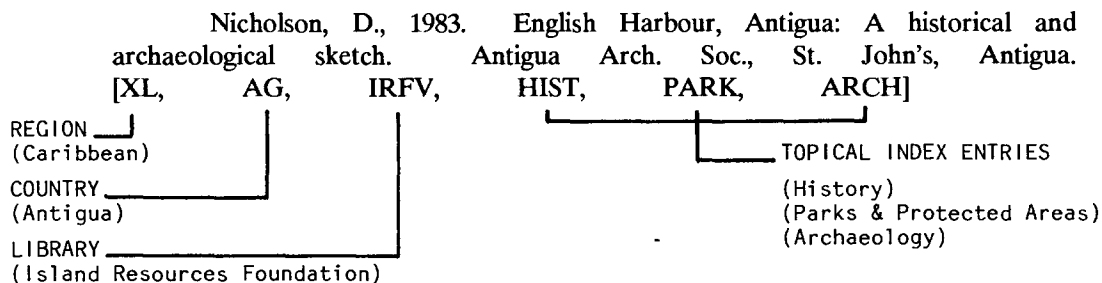 Nicholson, D., 1983. English Harbour, Antigua: A historical and
archaeological sketch. Antigua Arch. Soc., St. John's, Antigua.
[XL, AG, IRFV, HIST, PARK, ARCH]
REGION
(Caribbean)
TOPICAL INDEX ENTRIES
COUNTRY
(Antigua)
(History)
(Parks & Protected Areas)
(Archaeology)
LIBRARY
(Island Resources Foundation)